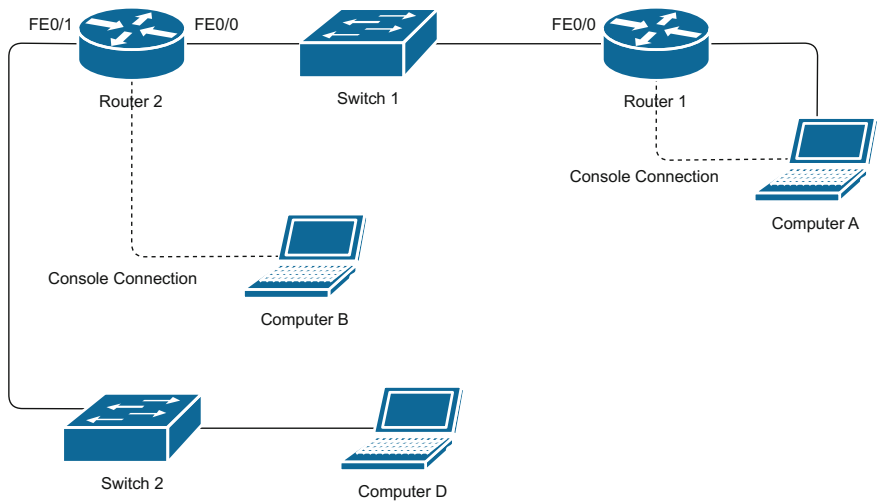 FE0/1
FE0/0
FE0/0
Router 2
Switch 1
Router 1
Console Connection
Computer A
Console Connection
Computer B
Switch 2
Computer D